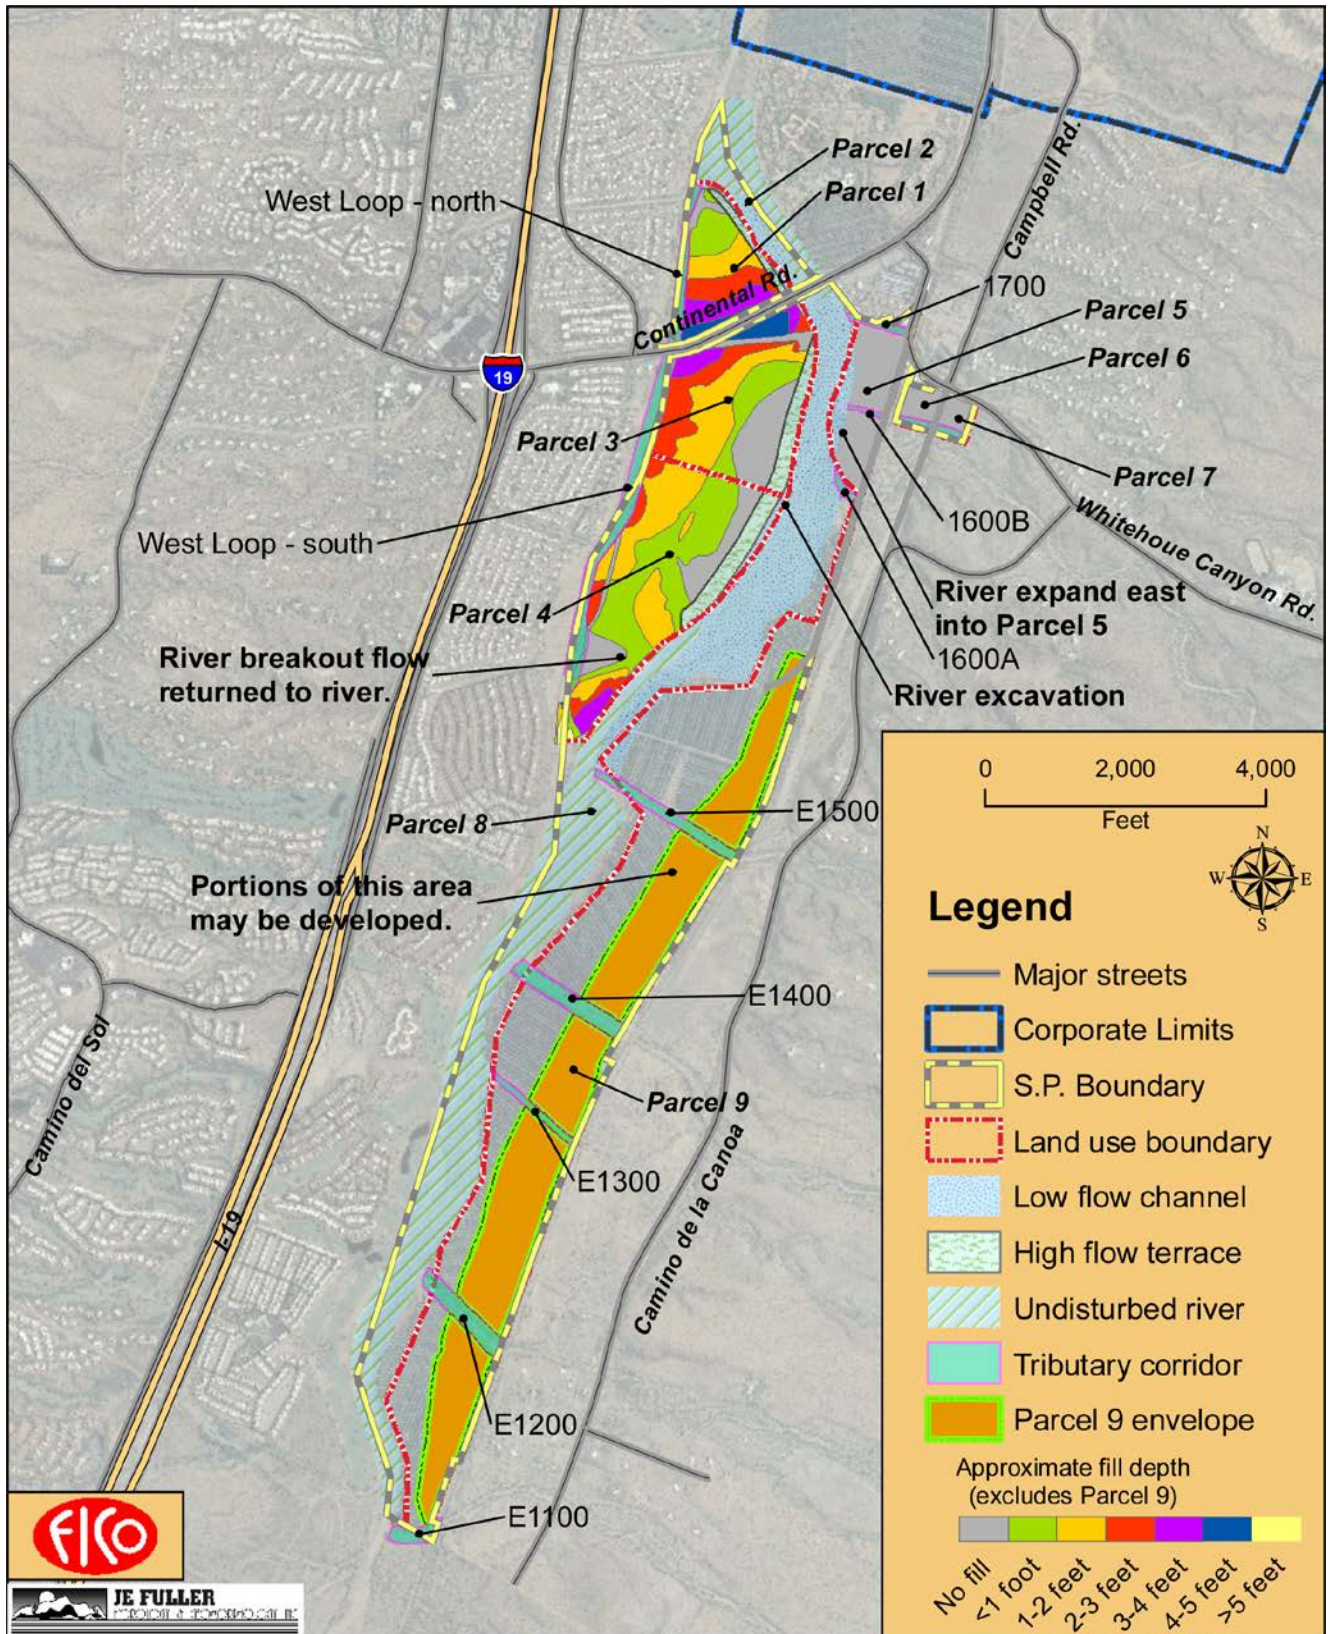 Parcel 2
Parcel 1
West Loop - north
Campbell Rd.
Continental Rd.
1700
Parcel 5
Parcel 6
19
Parcel 3
Parcel 7
1600B
West Loop - south
Whitehoue Canyon Rd.
Parcel 4
River expand east
into Parcel 5
1600A
River breakout flow
returned to river.
River excavation
Parcel 8
E1500
Portions of this area
may be developed.
E1400
Camino del Sol
Parcel 9
E1300
I-19
Camino de la Canoa
E1200
E1100
0 2,000 4,000
Feet
N
W E
S
Legend
Major streets
Corporate Limits
S.P. Boundary
Land use boundary
Low flow channel
High flow terrace
Undisturbed river
Tributary corridor
Parcel 9 envelope
Approximate fill depth
(excludes Parcel 9)
No fill
<1 foot
1-2 feet
2-3 feet
3-4 feet
4-5 feet
>5 feet
FICO
JE FULLER